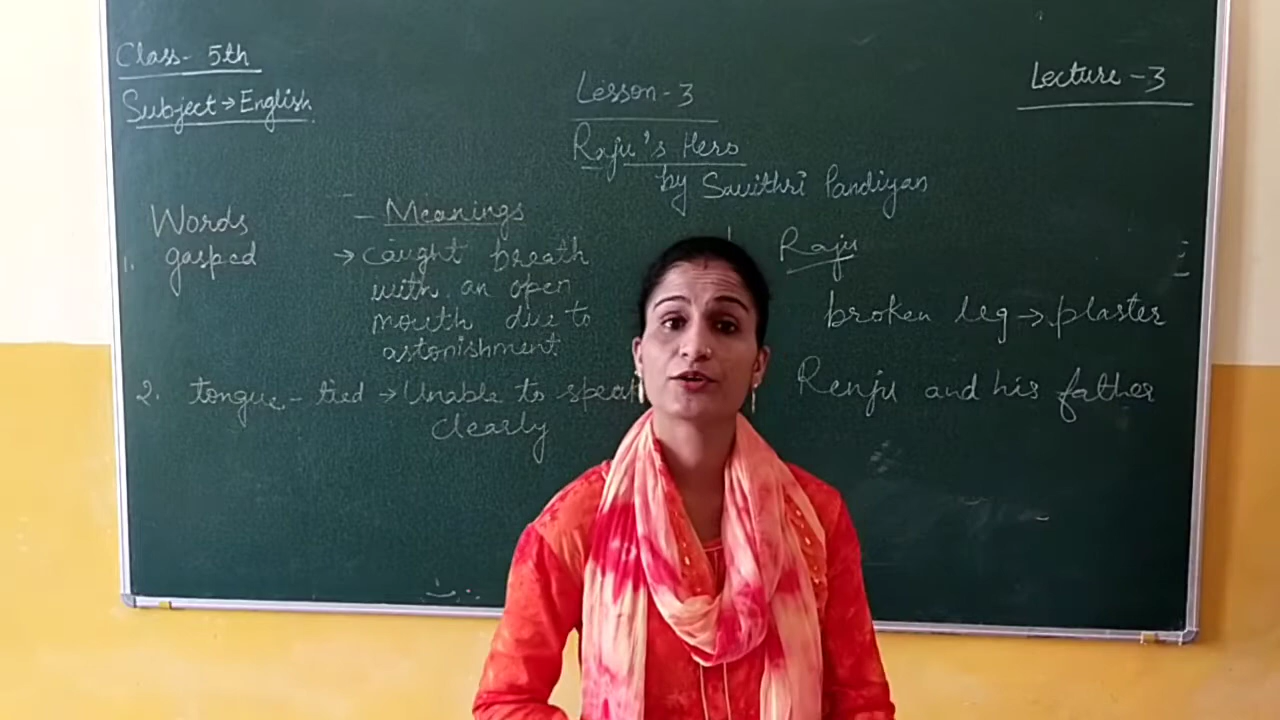 Class - 5th
Subject → English
Lesson - 3
Lecture - 3
Raju's Hero
by Savithri Pandiyan
Words - Meanings
1. gasped → caught breath
with an open
mouth due to
astonishment
2. tongue - tied → Unable to speak
clearly
Raju
broken leg → plaster
Renju and his father